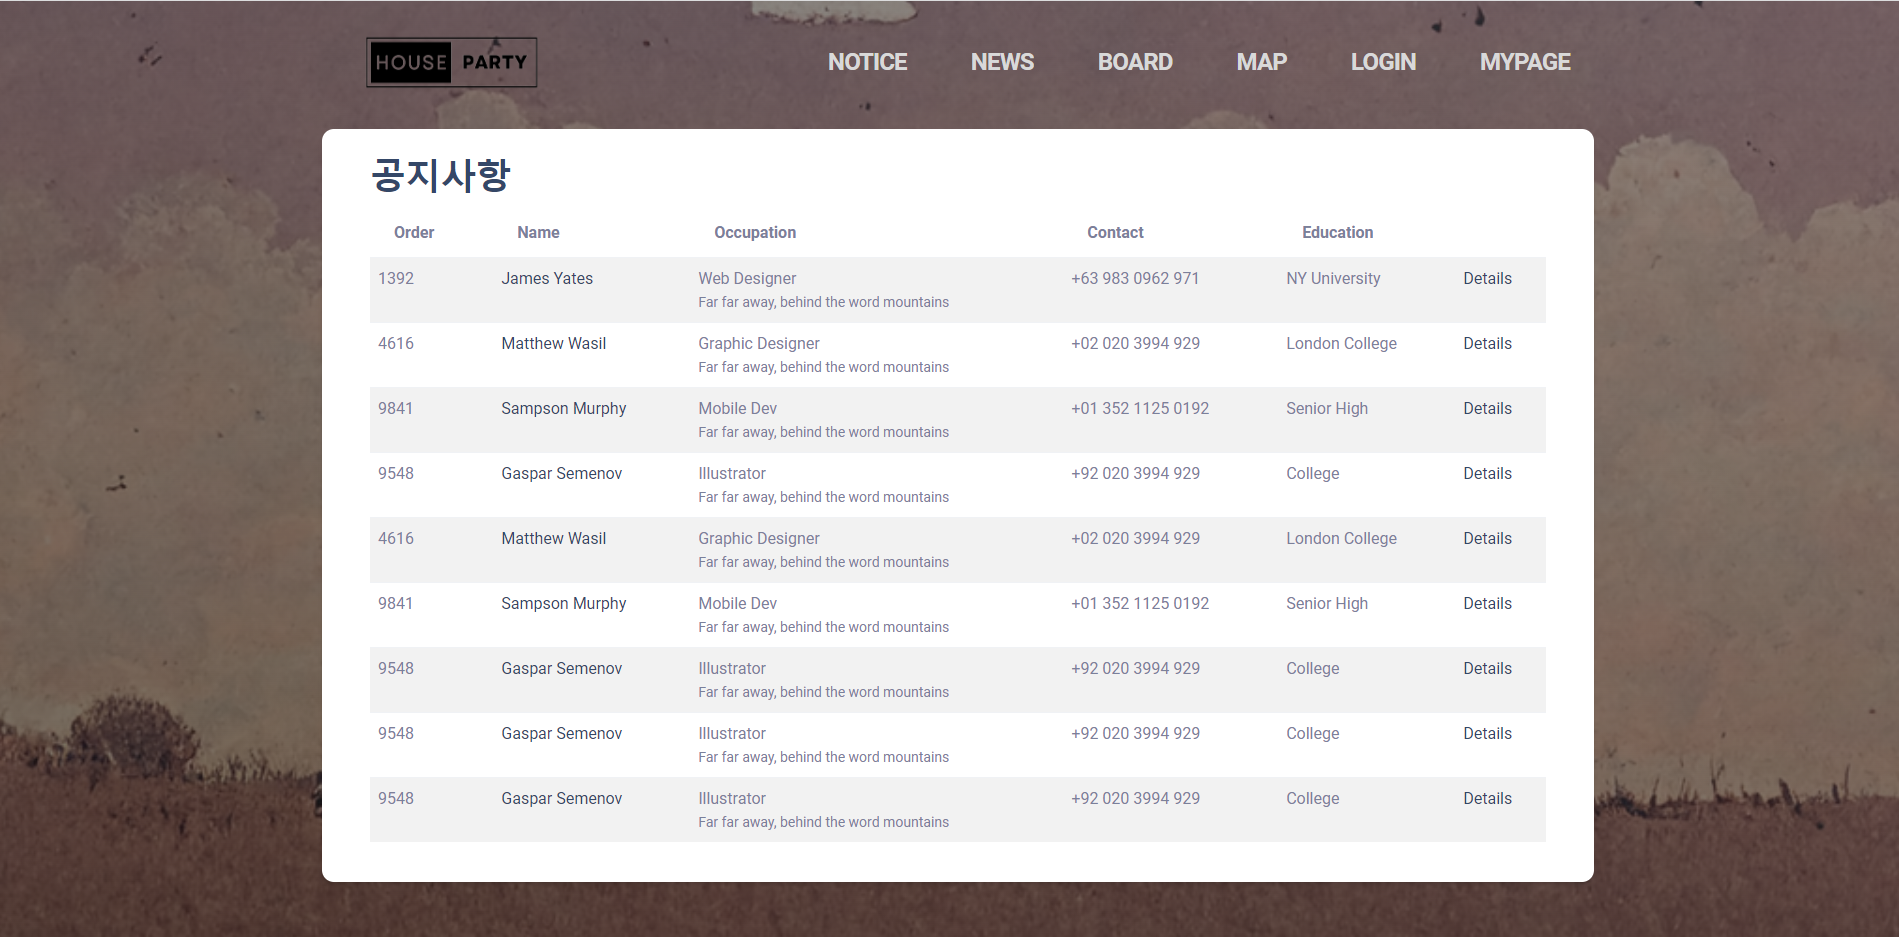 HOUSE PARTY
NOTICE NEWS BOARD MAP LOGIN MYPAGE
공지사항
Order Name Occupation Contact Education
1392 James Yates Web Designer +63 983 0962 971 NY University Details
Far far away, behind the word mountains
4616 Matthew Wasil Graphic Designer +02 020 3994 929 London College Details
Far far away, behind the word mountains
9841 Sampson Murphy Mobile Dev +01 352 1125 0192 Senior High Details
Far far away, behind the word mountains
9548 Gaspar Semenov Illustrator +92 020 3994 929 College Details
Far far away, behind the word mountains
4616 Matthew Wasil Graphic Designer +02 020 3994 929 London College Details
Far far away, behind the word mountains
9841 Sampson Murphy Mobile Dev +01 352 1125 0192 Senior High Details
Far far away, behind the word mountains
9548 Gaspar Semenov Illustrator +92 020 3994 929 College Details
Far far away, behind the word mountains
9548 Gaspar Semenov Illustrator +92 020 3994 929 College Details
Far far away, behind the word mountains
9548 Gaspar Semenov Illustrator +92 020 3994 929 College Details
Far far away, behind the word mountains